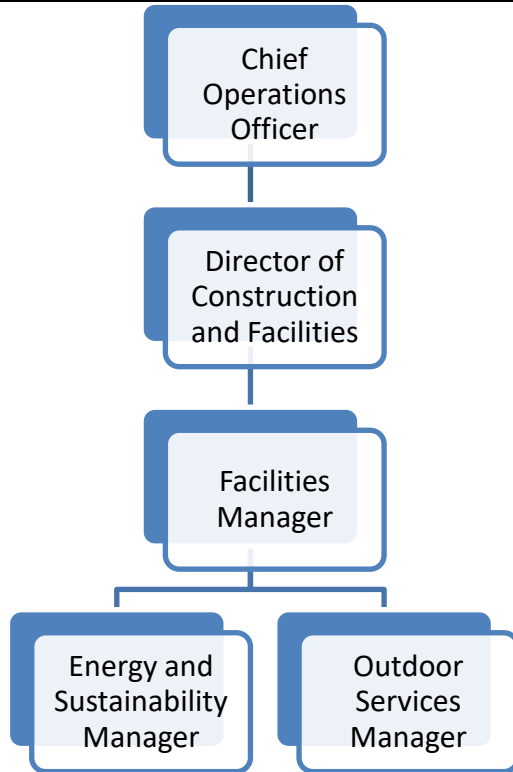 Chief
Operations
Officer
Director of
Construction
and Facilities
Facilities
Manager
Energy and
Sustainability
Manager
Outdoor
Services
Manager